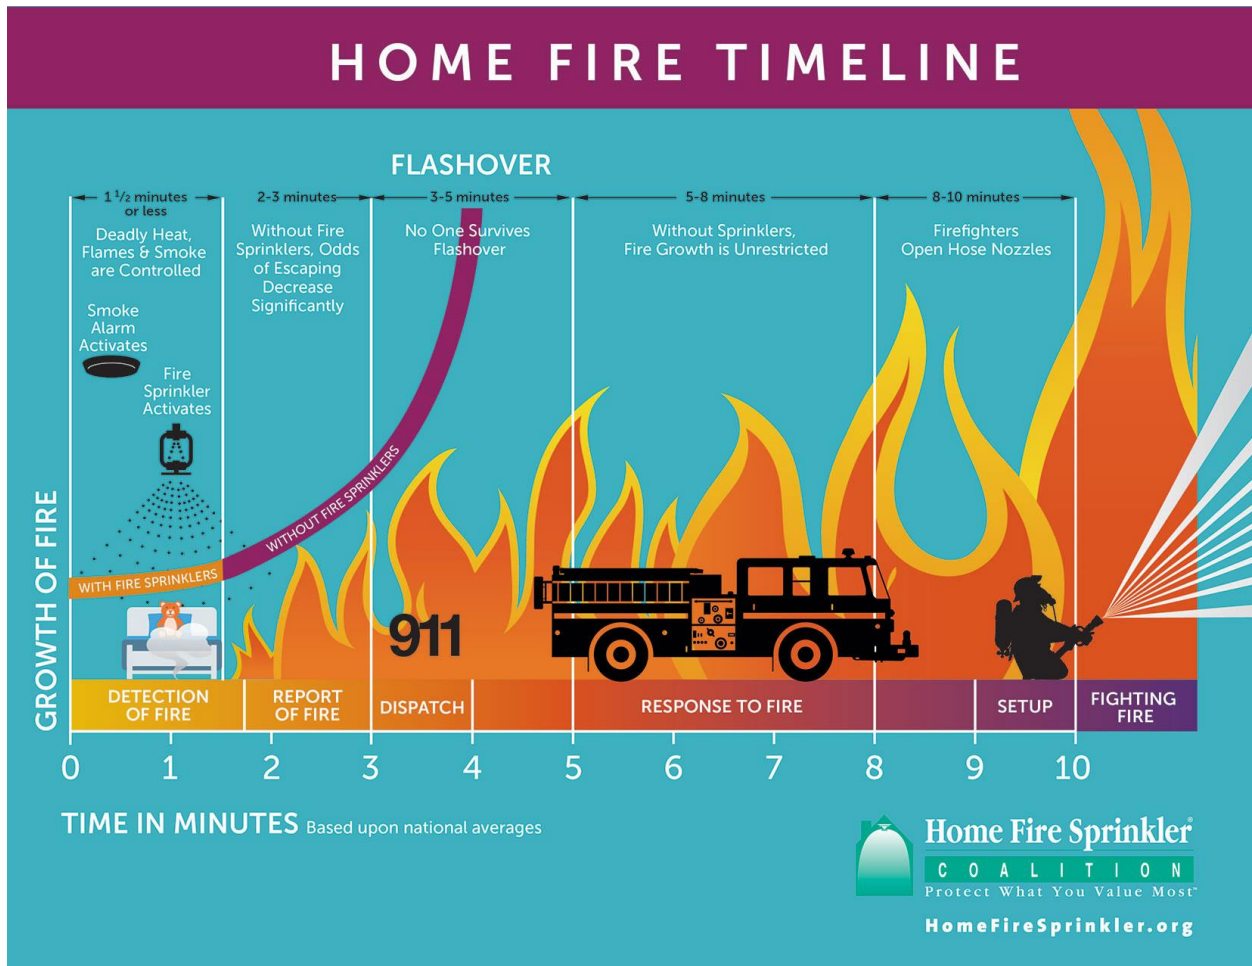 HOME FIRE TIMELINE
FLASHOVER
1 1/2 minutes
or less
2-3 minutes
3-5 minutes
5-8 minutes
8-10 minutes
Deadly Heat,
Flames & Smoke
are Controlled
Without Fire
Sprinklers, Odds
of Escaping
Decrease
Significantly
No One Survives
Flashover
Without Sprinklers,
Fire Growth is Unrestricted
Firefighters
Open Hose Nozzles
Smoke
Alarm
Activates
Fire
Sprinkler
Activates
GROWTH OF FIRE
WITH FIRE SPRINKLERS
WITHOUT FIRE SPRINKLERS
911
DETECTION
OF FIRE
REPORT
OF FIRE
DISPATCH
RESPONSE TO FIRE
SETUP
FIGHTING
FIRE
0 1 2 3 4 5 6 7 8 9 10
TIME IN MINUTES Based upon national averages
Home Fire Sprinkler®
COALITION
Protect What You Value Most™
HomeFireSprinkler.org